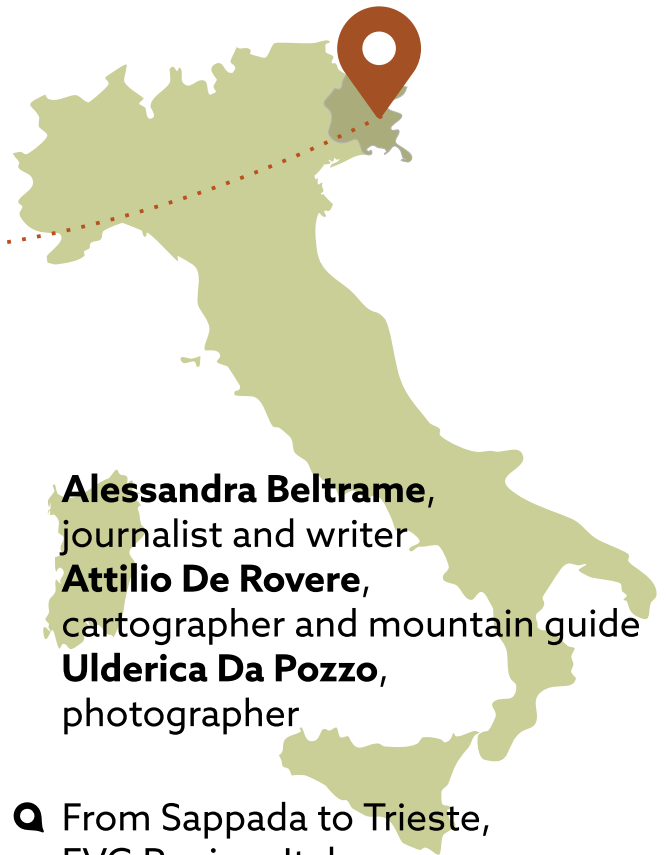 Alessandra Beltrame,
journalist and writer
Attilio De Rovere,
cartographer and mountain guide
Ulderica Da Pozzo,
photographer
From Sappada to Trieste,